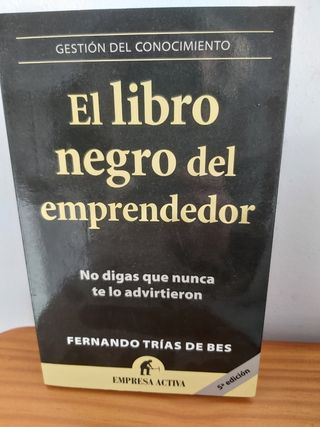 GESTIÓN DEL CONOCIMIENTO
El libro
negro del
emprendedor
No digas que nunca
te lo advirtieron
FERNANDO TRÍAS DE BES
EMPRESA ACTIVA
5ª edición